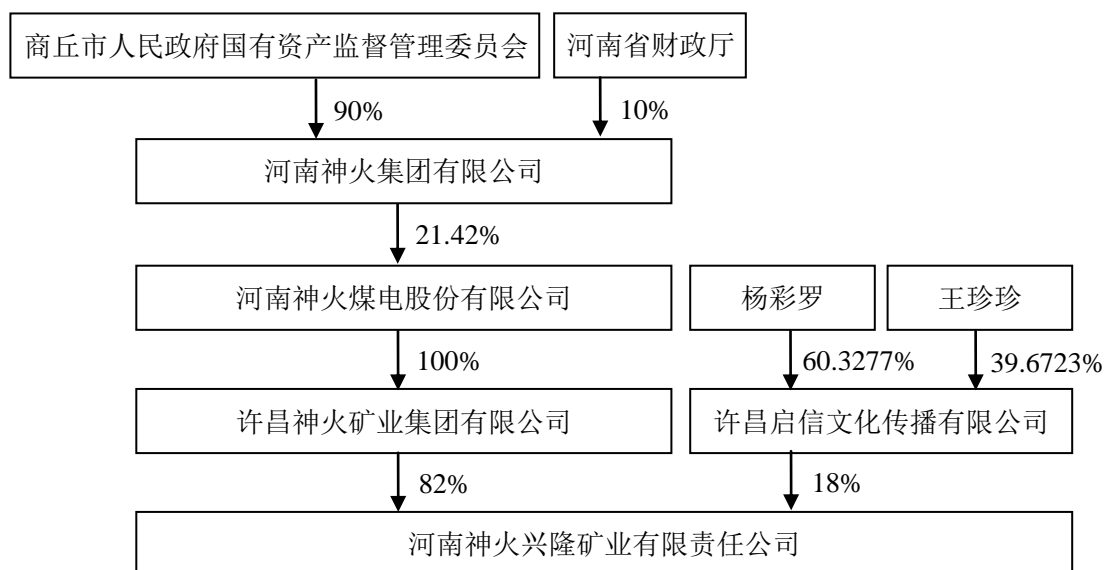 商丘市人民政府国有资产监督管理委员会
河南省财政厅
90%
10%
河南神火集团有限公司
21.42%
河南神火煤电股份有限公司
杨彩罗
王珍珍
100%
60.3277%
39.6723%
许昌神火矿业集团有限公司
许昌启信文化传播有限公司
82%
18%
河南神火兴隆矿业有限责任公司